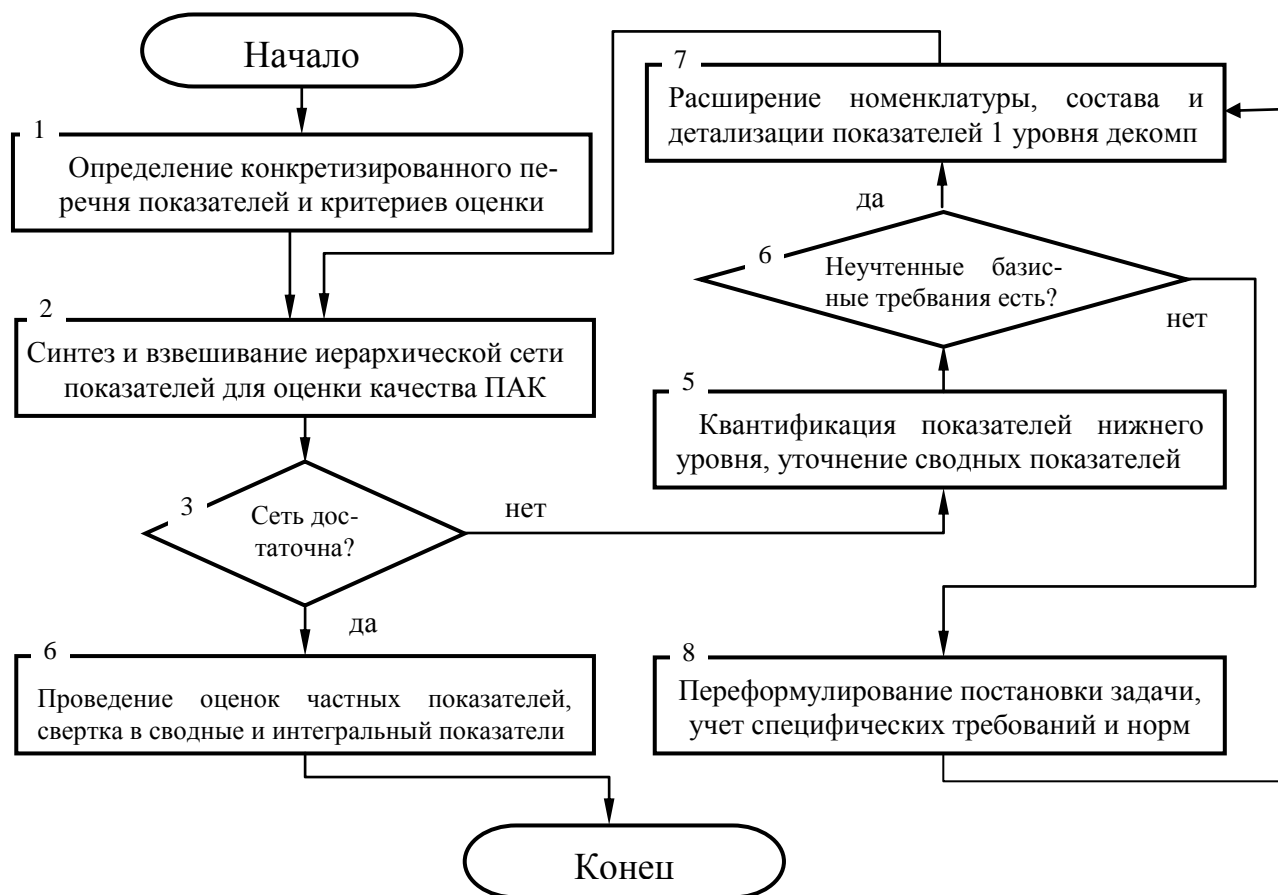 Начало
1
Определение конкретизированного пе-
речня показателей и критериев оценки
2
Синтез и взвешивание иерархической сети
показателей для оценки качества ПАК
3
Сеть дос-
таточна?
нет
да
6
Проведение оценок частных показателей,
свертка в сводные и интегральный показатели
Конец
7
Расширение номенклатуры, состава и
детализации показателей 1 уровня декомп
да
6
Неучтенные базис-
ные требвания есть?
нет
5
Квантификация показателей нижнего
уровня, уточнение сводных показателей
8
Переформулирование постановки задачи,
учет специфических требований и норм